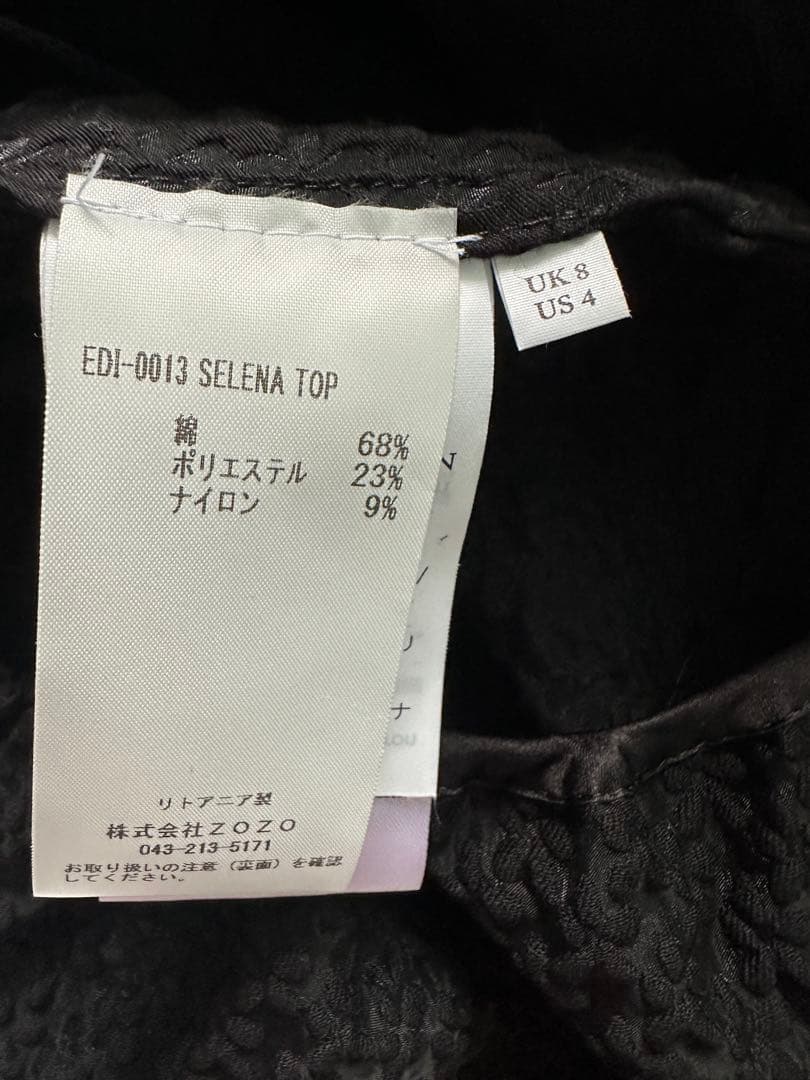 EDI-0013 SELENA TOP
綿 68%
ポリエステル 23%
ナイロン 9%
リトアニア製
株式会社ZOZO
043-213-5171
お取り扱いの注意（裏面）を確認
してください。
UK 8
US 4
リ
ナ